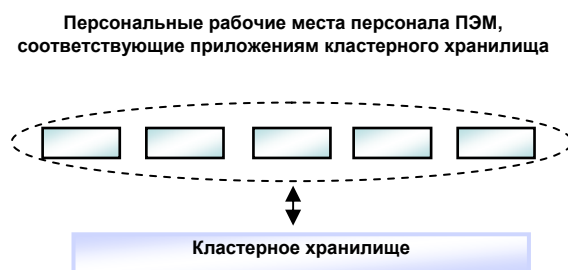 Персональные рабочие места персонала ПЭМ,
соответствующие приложениям кластерного хранилища
Кластерное хранилище